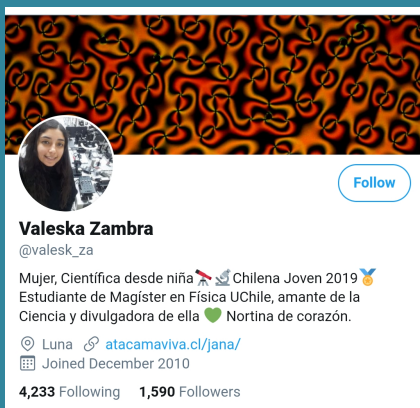 Follow
Valeska Zambra
@valesk_za
Mujer, Científica desde niña🔭🔬Chilena Joven 2019🏅
Estudiante de Magíster en Física UChile, amante de la
Ciencia y divulgadora de ella 💚 Nortina de corazón.
Luna atacamaviva.cl/jana/
Joined December 2010
4,233 Following 1,590 Followers